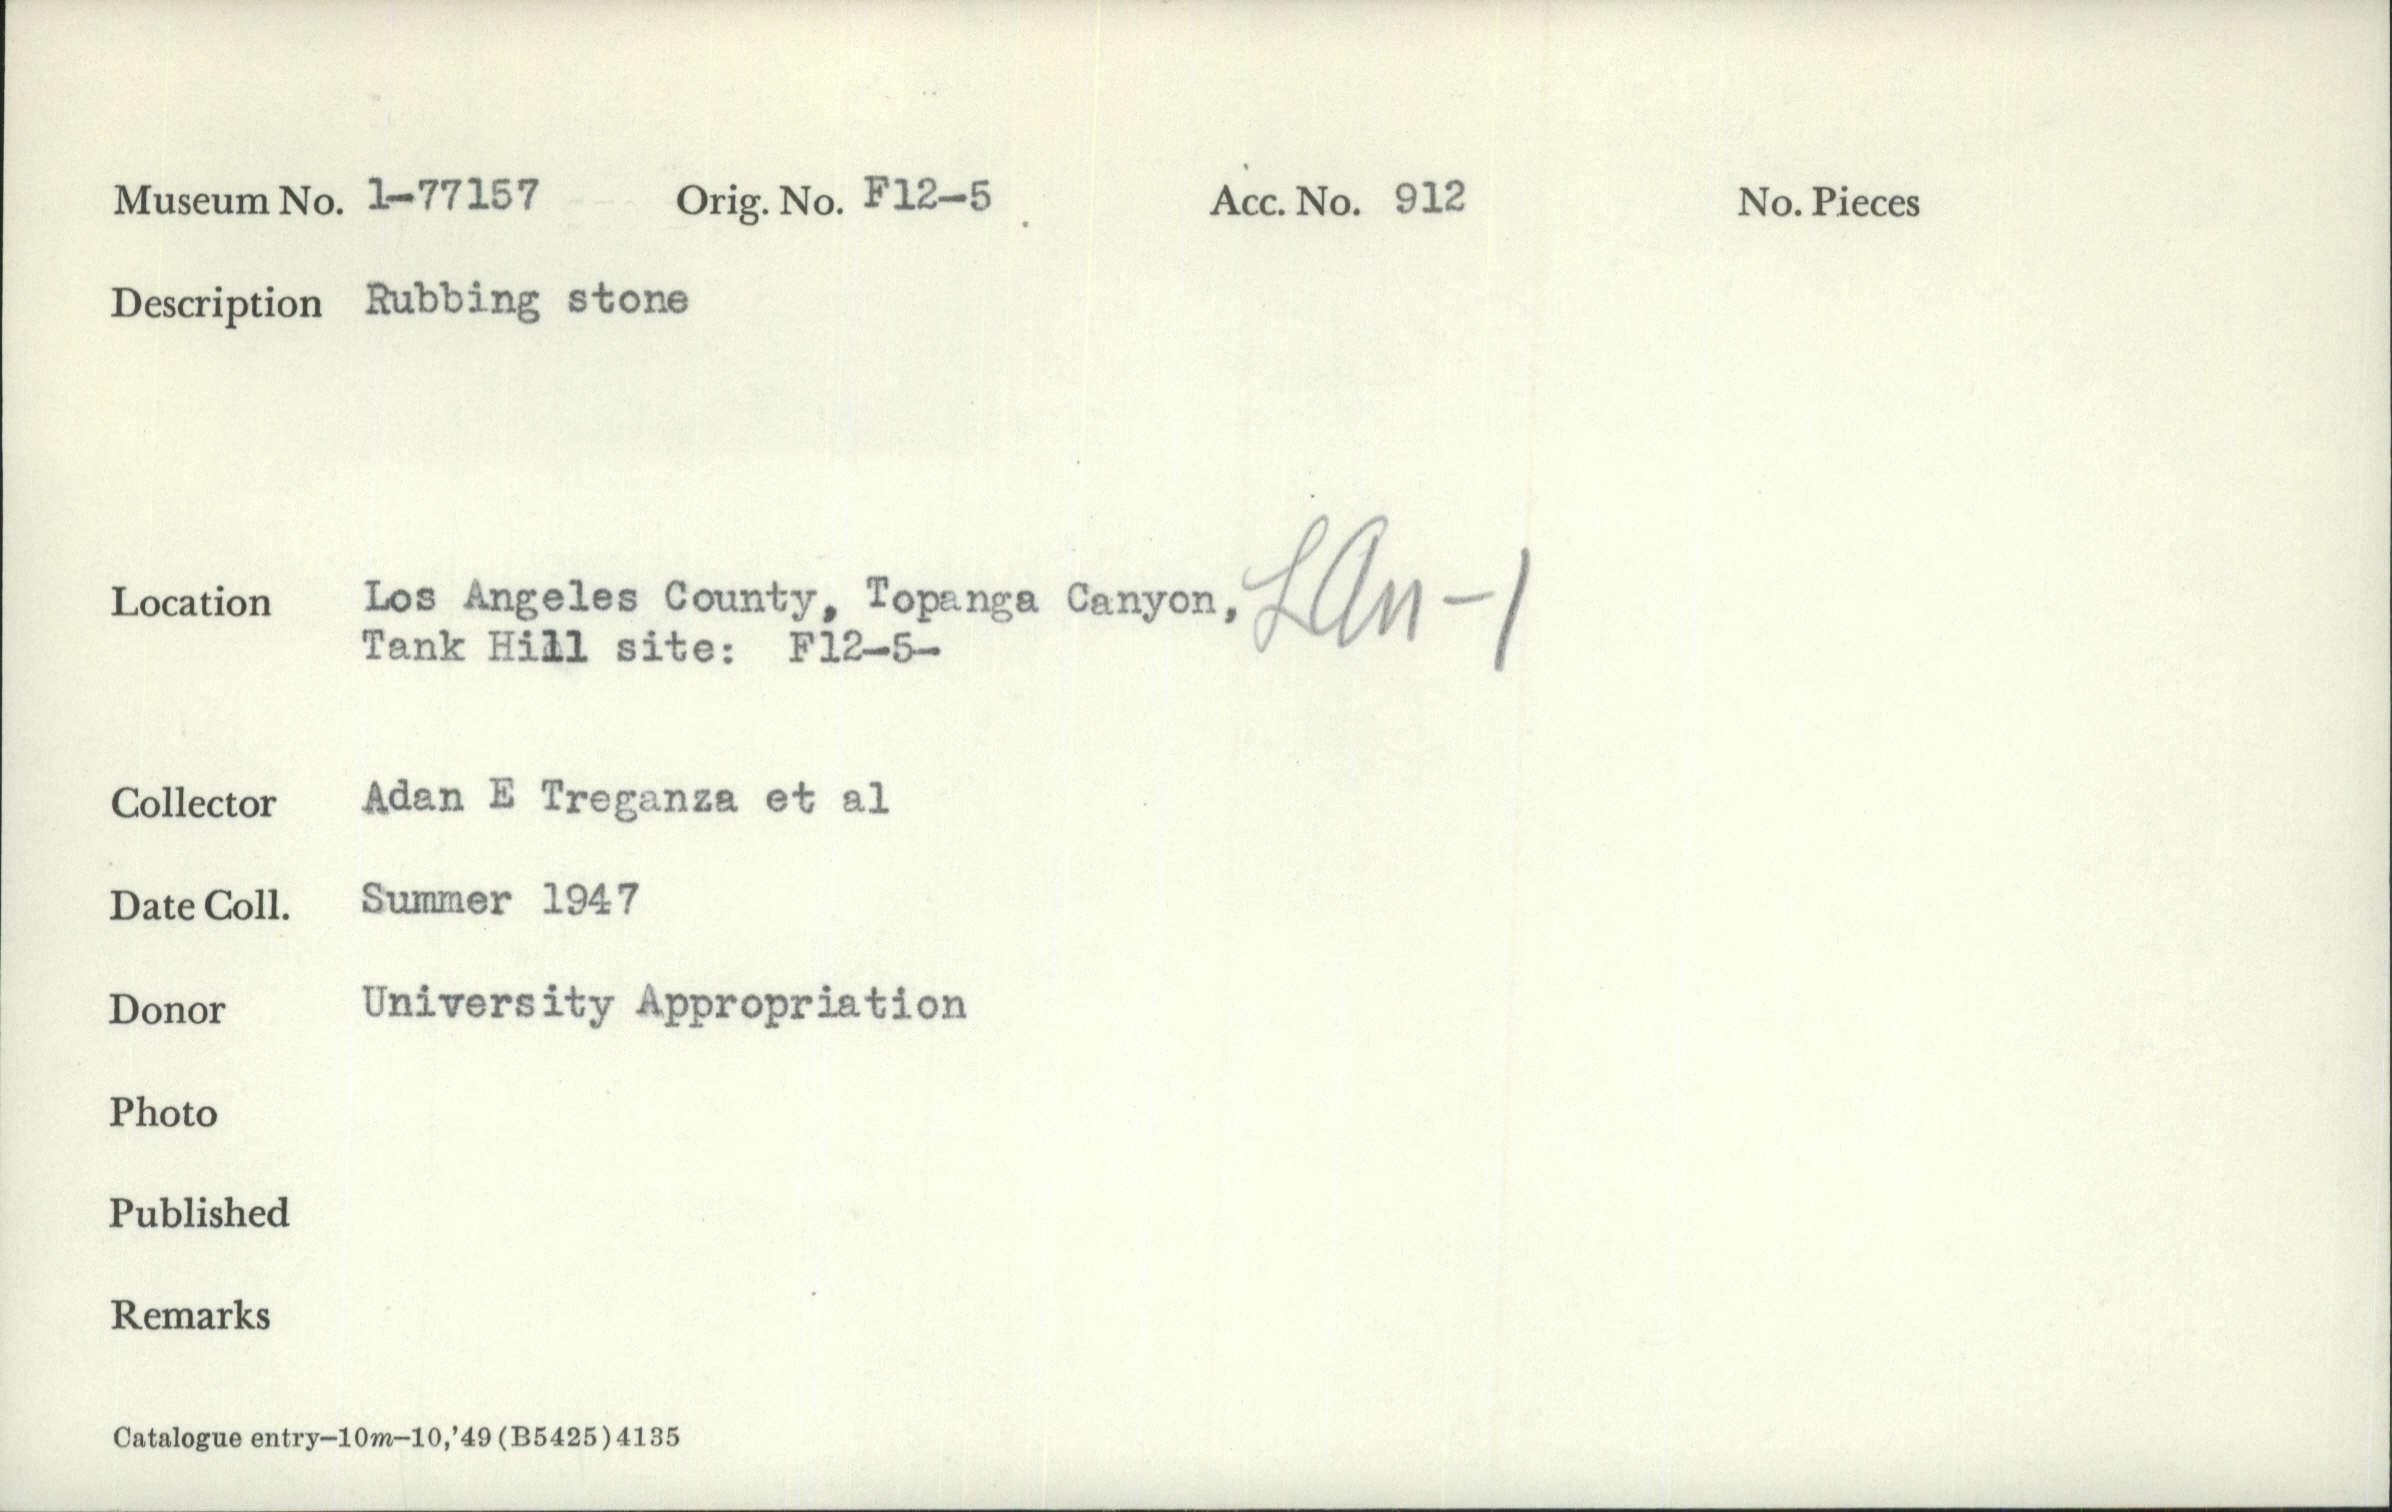 Museum No. 1-77157 Orig. No. F12-5 Acc. No. 912 No. Pieces
Description Rubbing stone
Location Los Angeles County, Topanga Canyon, LAn-1
Tank Hill site: F12-5-
Collector Adan E Treganza et al
Date Coll. Summer 1947
Donor University Appropriation
Photo
Published
Remarks
Catalogue entry–10m–10,'49 (B5425) 4135